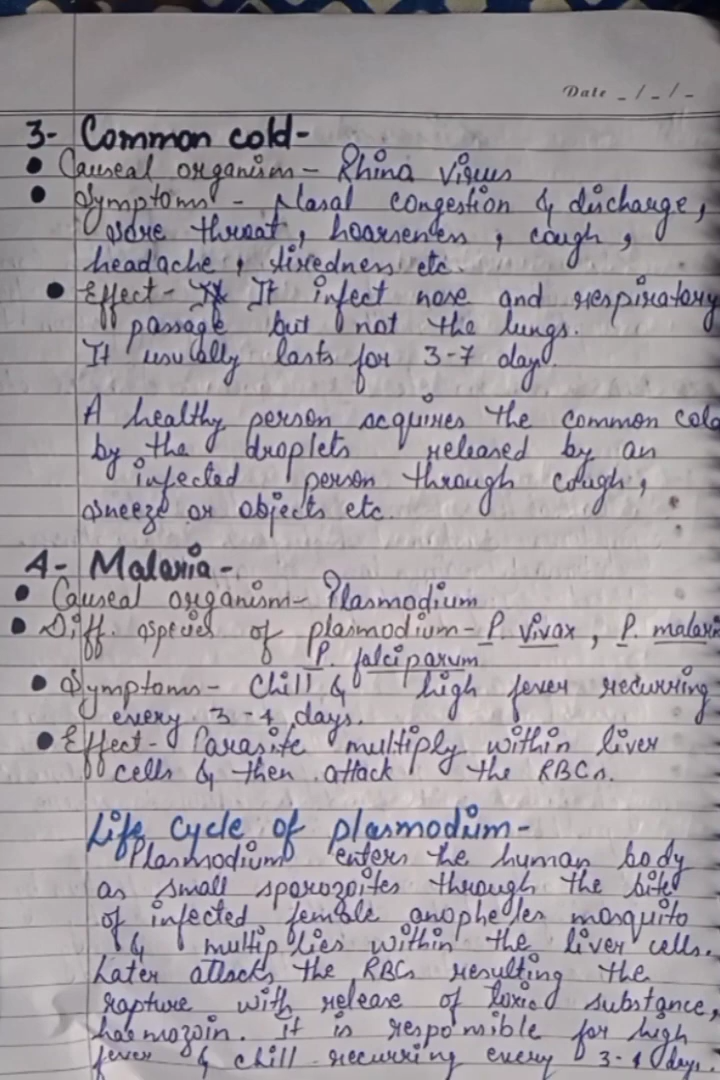 Date _/_/_
3- Common cold-
• Causal organism- Rhino Virus
• Symptoms - Nasal congestion & discharge,
sore throat, hoarseness, cough,
headache, tiredness etc.
• Effect- It infect nose and respiratory
passage but not the lungs.
It usually lasts for 3-7 days.
A healthy person acquires the common cold
by the droplets released by an
infected person through cough,
sneeze or objects etc.
4- Malaria-
• Causal organism- Plasmodium
• Diff. species of plasmodium- P. vivax, P. malari
P. falciparum
• Symptoms- Chill & high fever recurring
every 3-4 days.
• Effect- Parasite multiply within liver
cells & then attack the RBCs.
Life Cycle of plasmodium-
Plasmodium enters the human body
as small sporozoites through the bite
of infected female anopheles mosquito
& multiplies within the liver cells.
Later attacks the RBCs resulting the
rapture with release of toxic substance,
haemozoin. It is responsible for high
fever & chill recurring every 3-4 days.